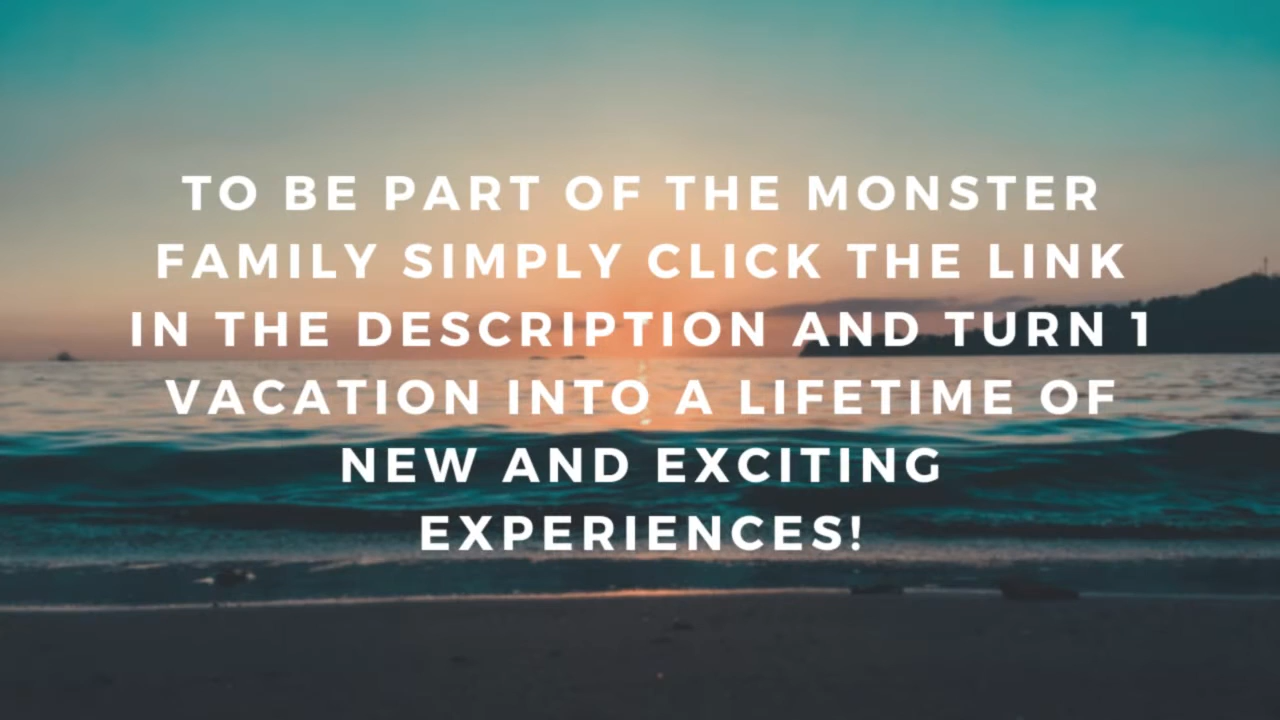 TO BE PART OF THE MONSTER
FAMILY SIMPLY CLICK THE LINK
IN THE DESCRIPTION AND TURN 1
VACATION INTO A LIFETIME OF
NEW AND EXCITING
EXPERIENCES!